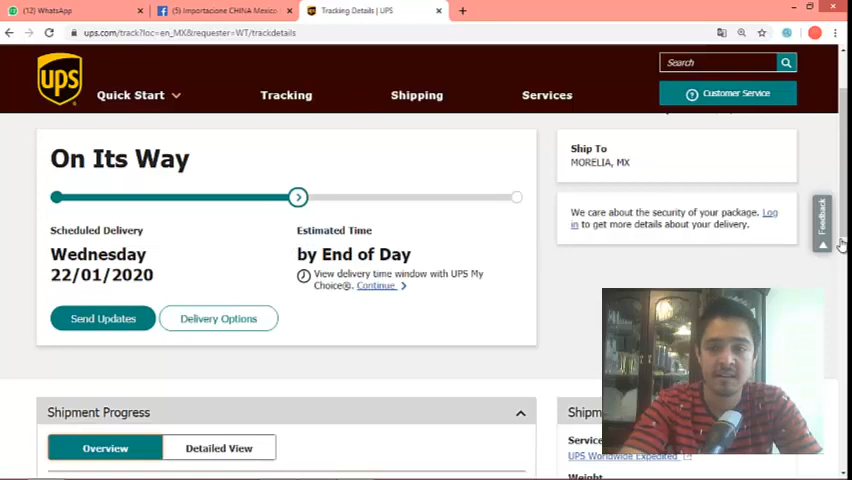 (12) WhatsApp
(5) Importacione CHINA Mexico
Tracking Details | UPS
ups.com/track?loc=en_MX&requester=WT/trackdetails
ups
Search
Customer Service
Quick Start
Tracking
Shipping
Services
On Its Way
Scheduled Delivery
Wednesday
22/01/2020
Estimated Time
by End of Day
View delivery time window with UPS My
Choice®. Continue
Send Updates
Delivery Options
Ship To
MORELIA, MX
We care about the security of your package. Log
in to get more details about your delivery.
Feedback
Shipment Progress
Overview
Detailed View
Service
UPS Worldwide Expedited
Weight